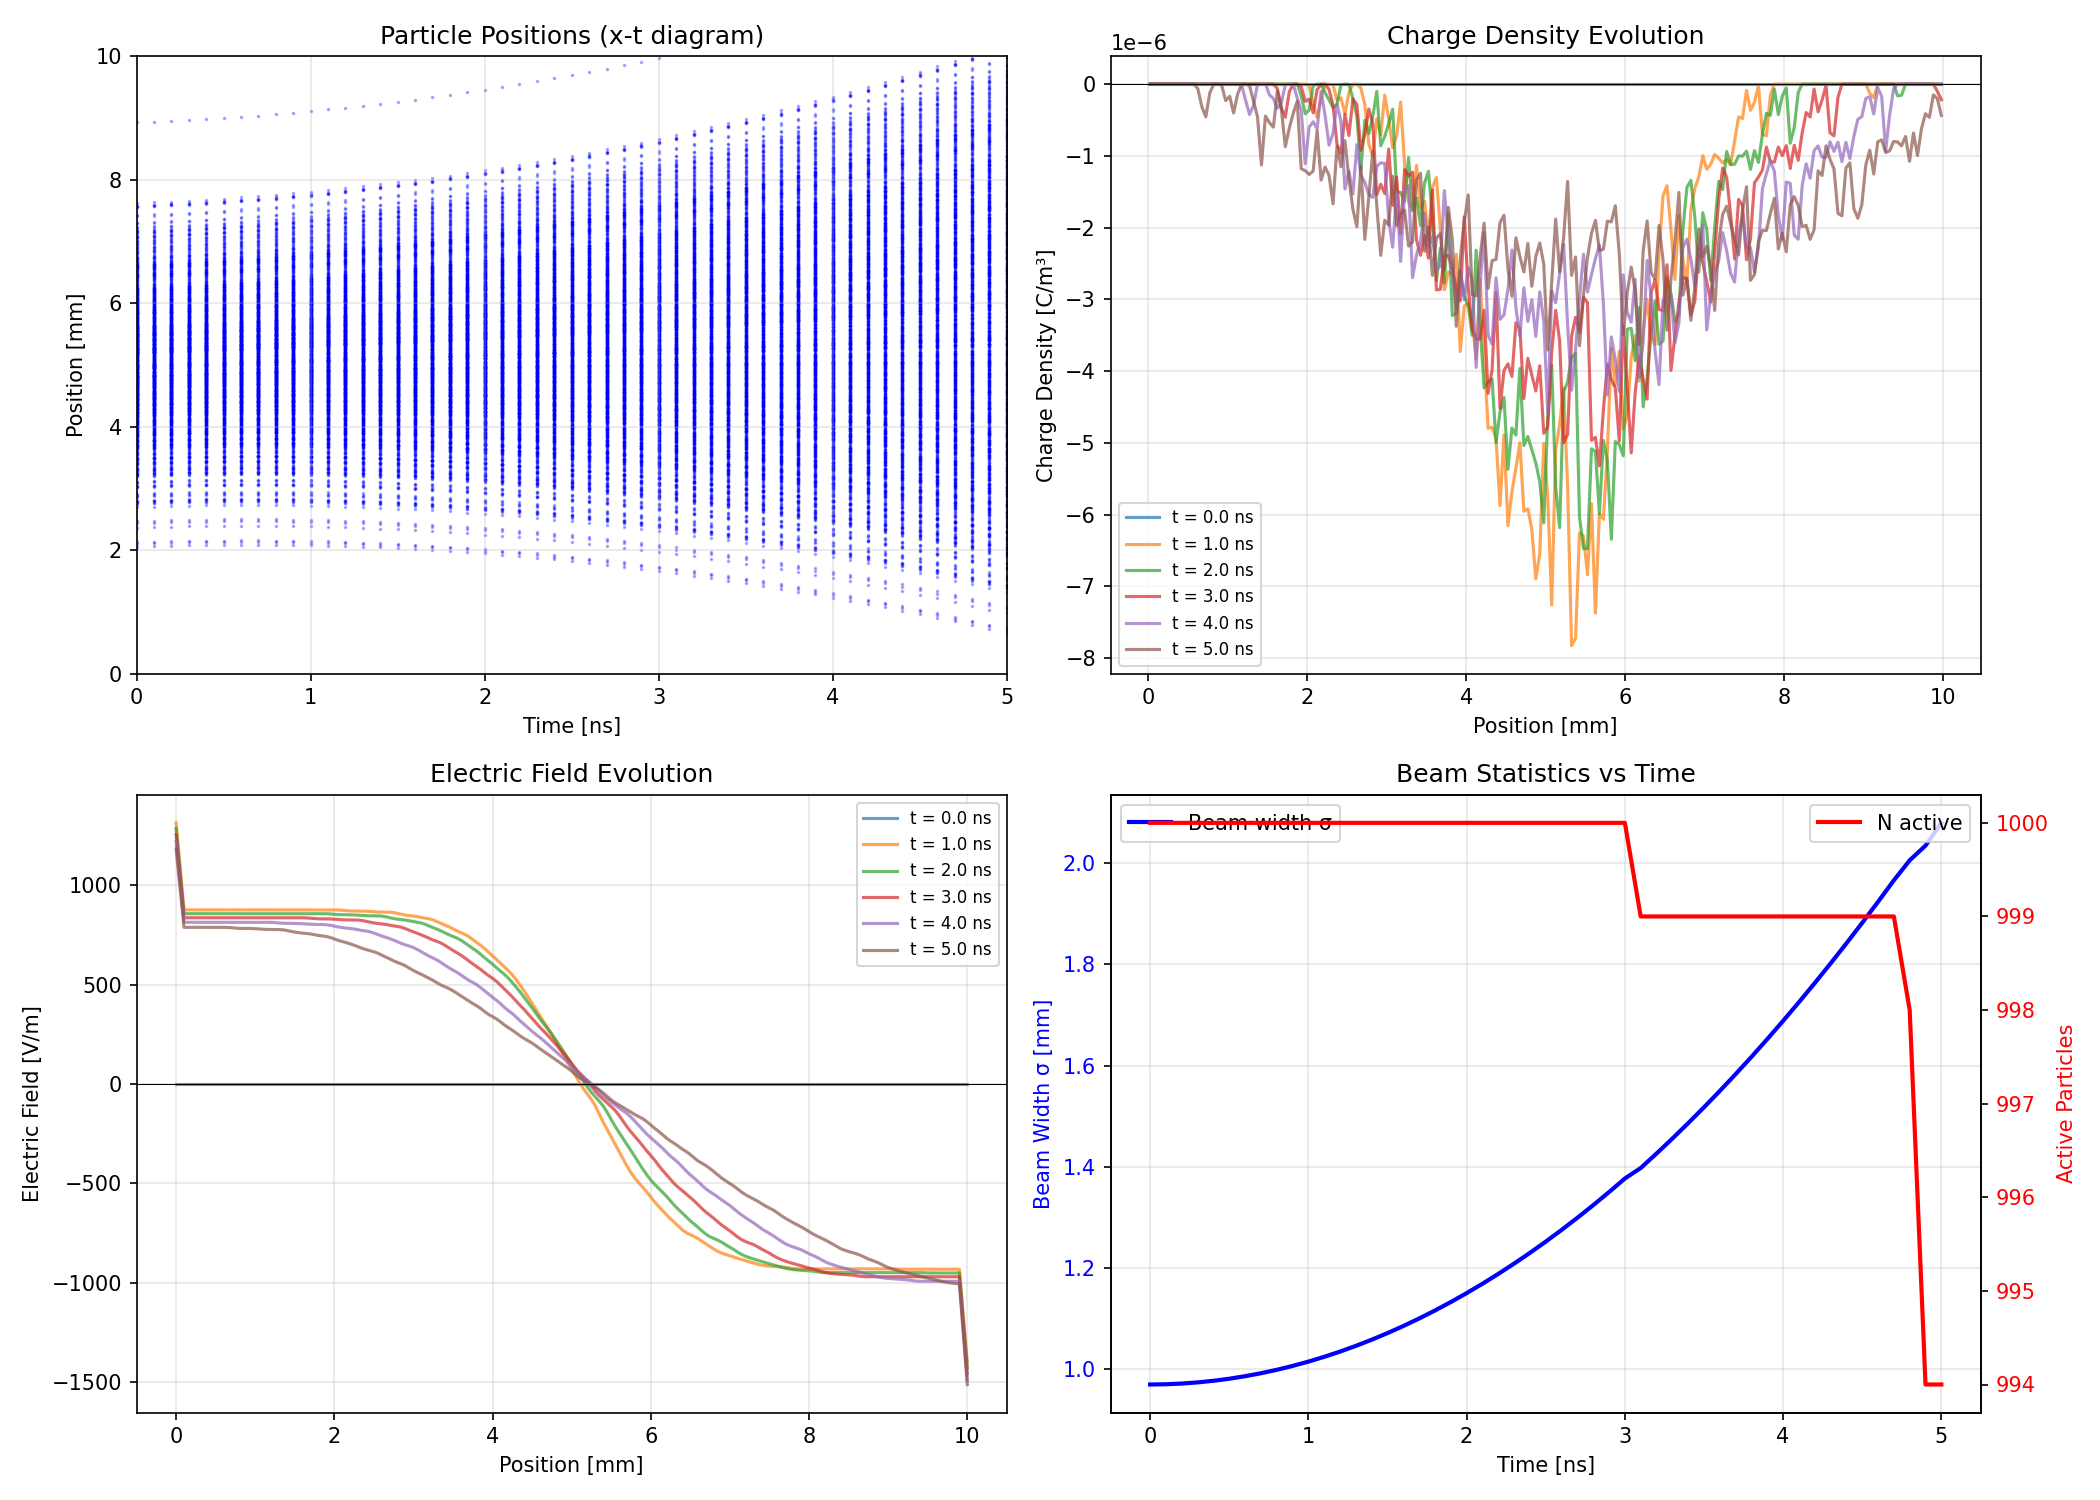 Particle Positions (x-t diagram)
10
8
6
4
2
0
Position [mm]
0 1 2 3 4 5
Time [ns]
Charge Density Evolution
1e−6
0
−1
−2
−3
−4
−5
−6
−7
−8
Charge Density [C/m³]
t = 0.0 ns
t = 1.0 ns
t = 2.0 ns
t = 3.0 ns
t = 4.0 ns
t = 5.0 ns
0 2 4 6 8 10
Position [mm]
Electric Field Evolution
1000
500
0
−500
−1000
−1500
Electric Field [V/m]
t = 0.0 ns
t = 1.0 ns
t = 2.0 ns
t = 3.0 ns
t = 4.0 ns
t = 5.0 ns
0 2 4 6 8 10
Position [mm]
Beam Statistics vs Time
Beam width σ
N active
2.0
1.8
1.6
1.4
1.2
1.0
Beam Width σ [mm]
1000
999
998
997
996
995
994
Active Particles
0 1 2 3 4 5
Time [ns]